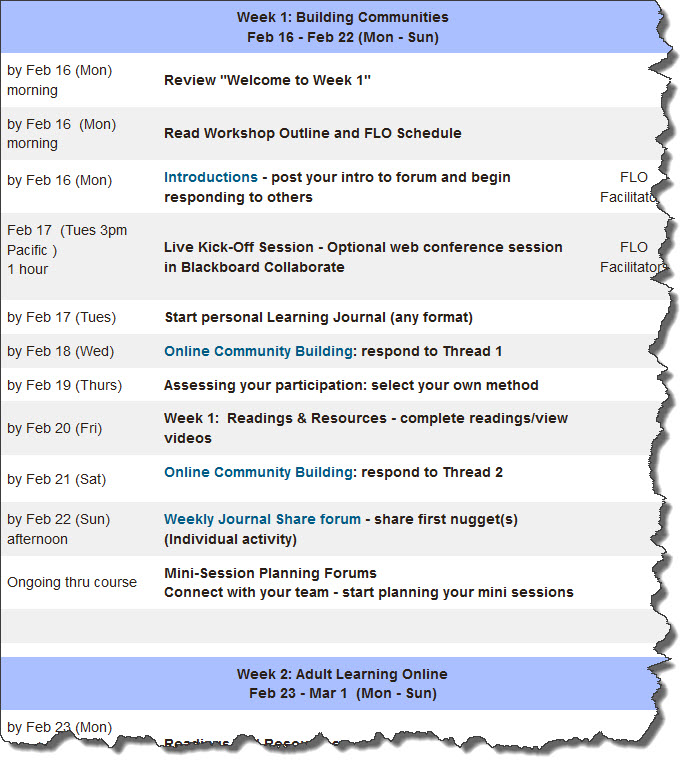 Week 1: Building Communities
Feb 16 - Feb 22 (Mon - Sun)
by Feb 16 (Mon)
morning
Review "Welcome to Week 1"
by Feb 16  (Mon)
morning
Read Workshop Outline and FLO Schedule
by Feb 16 (Mon)
Introductions - post your intro to forum and begin
responding to others
FLO
Facilitato
Feb 17  (Tues 3pm
Pacific )
1 hour
Live Kick-Off Session - Optional web conference session
in Blackboard Collaborate
FLO
Facilitators
by Feb 17 (Tues)
Start personal Learning Journal (any format)
by Feb 18 (Wed)
Online Community Building: respond to Thread 1
by Feb 19 (Thurs)
Assessing your participation: select your own method
by Feb 20 (Fri)
Week 1:  Readings & Resources - complete readings/view
videos
by Feb 21 (Sat)
Online Community Building: respond to Thread 2
by Feb 22 (Sun)
afternoon
Weekly Journal Share forum - share first nugget(s)
(Individual activity)
Ongoing thru course
Mini-Session Planning Forums
Connect with your team - start planning your mini sessions
Week 2: Adult Learning Online
Feb 23 - Mar 1  (Mon - Sun)
by Feb 23 (Mon)